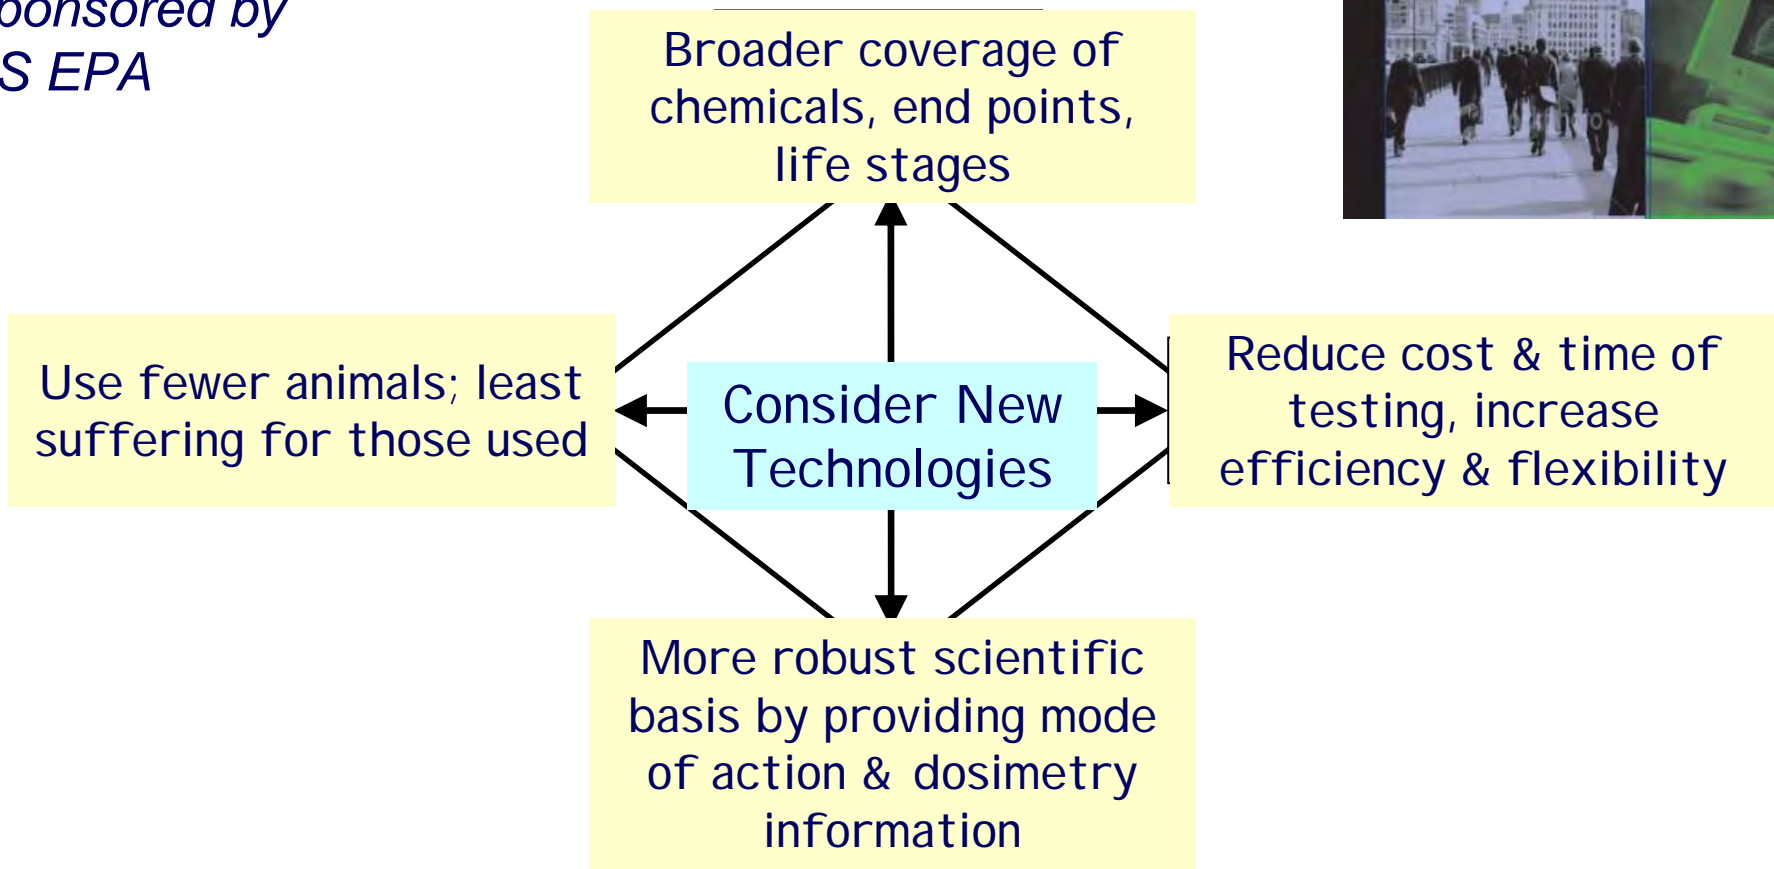 by
S EPA
Broader coverage of
chemicals, end points,
life stages
Use fewer animals; least
suffering for those used
Consider New
Technologies
Reduce cost & time of
testing, increase
efficiency & flexibility
More robust scientific
basis by providing mode
of action & dosimetry
information